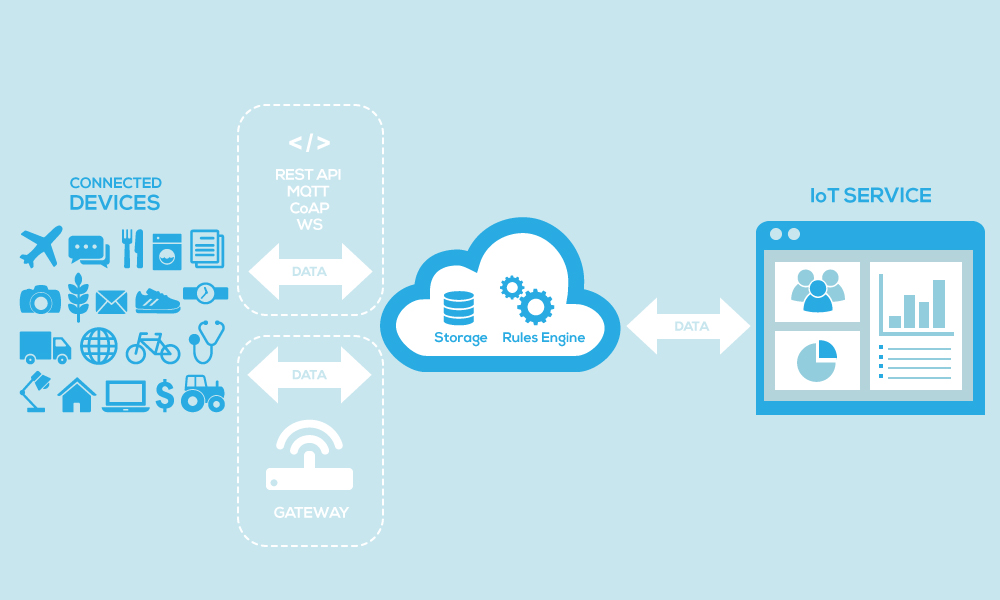 CONNECTED
DEVICES
</>
REST API
MQTT
CoAP
WS
DATA
DATA
GATEWAY
Storage
Rules Engine
DATA
IoT SERVICE
$